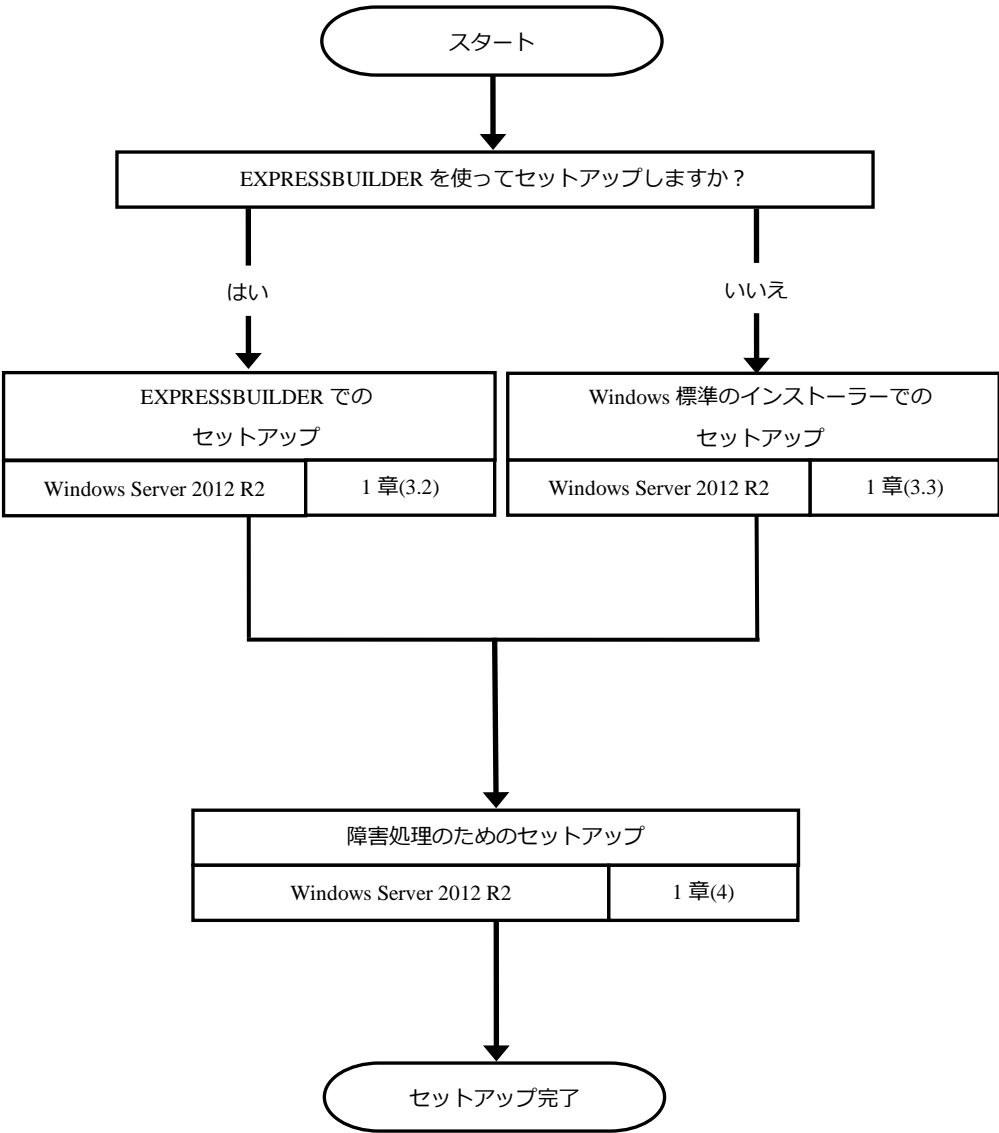 スタート
EXPRESSBUILDER を使ってセットアップしますか？
はい
いいえ
EXPRESSBUILDER での
セットアップ
Windows Server 2012 R2
1 章(3.2)
Windows 標準のインストーラーでの
セットアップ
Windows Server 2012 R2
1 章(3.3)
障害処理のためのセットアップ
Windows Server 2012 R2
1 章(4)
セットアップ完了